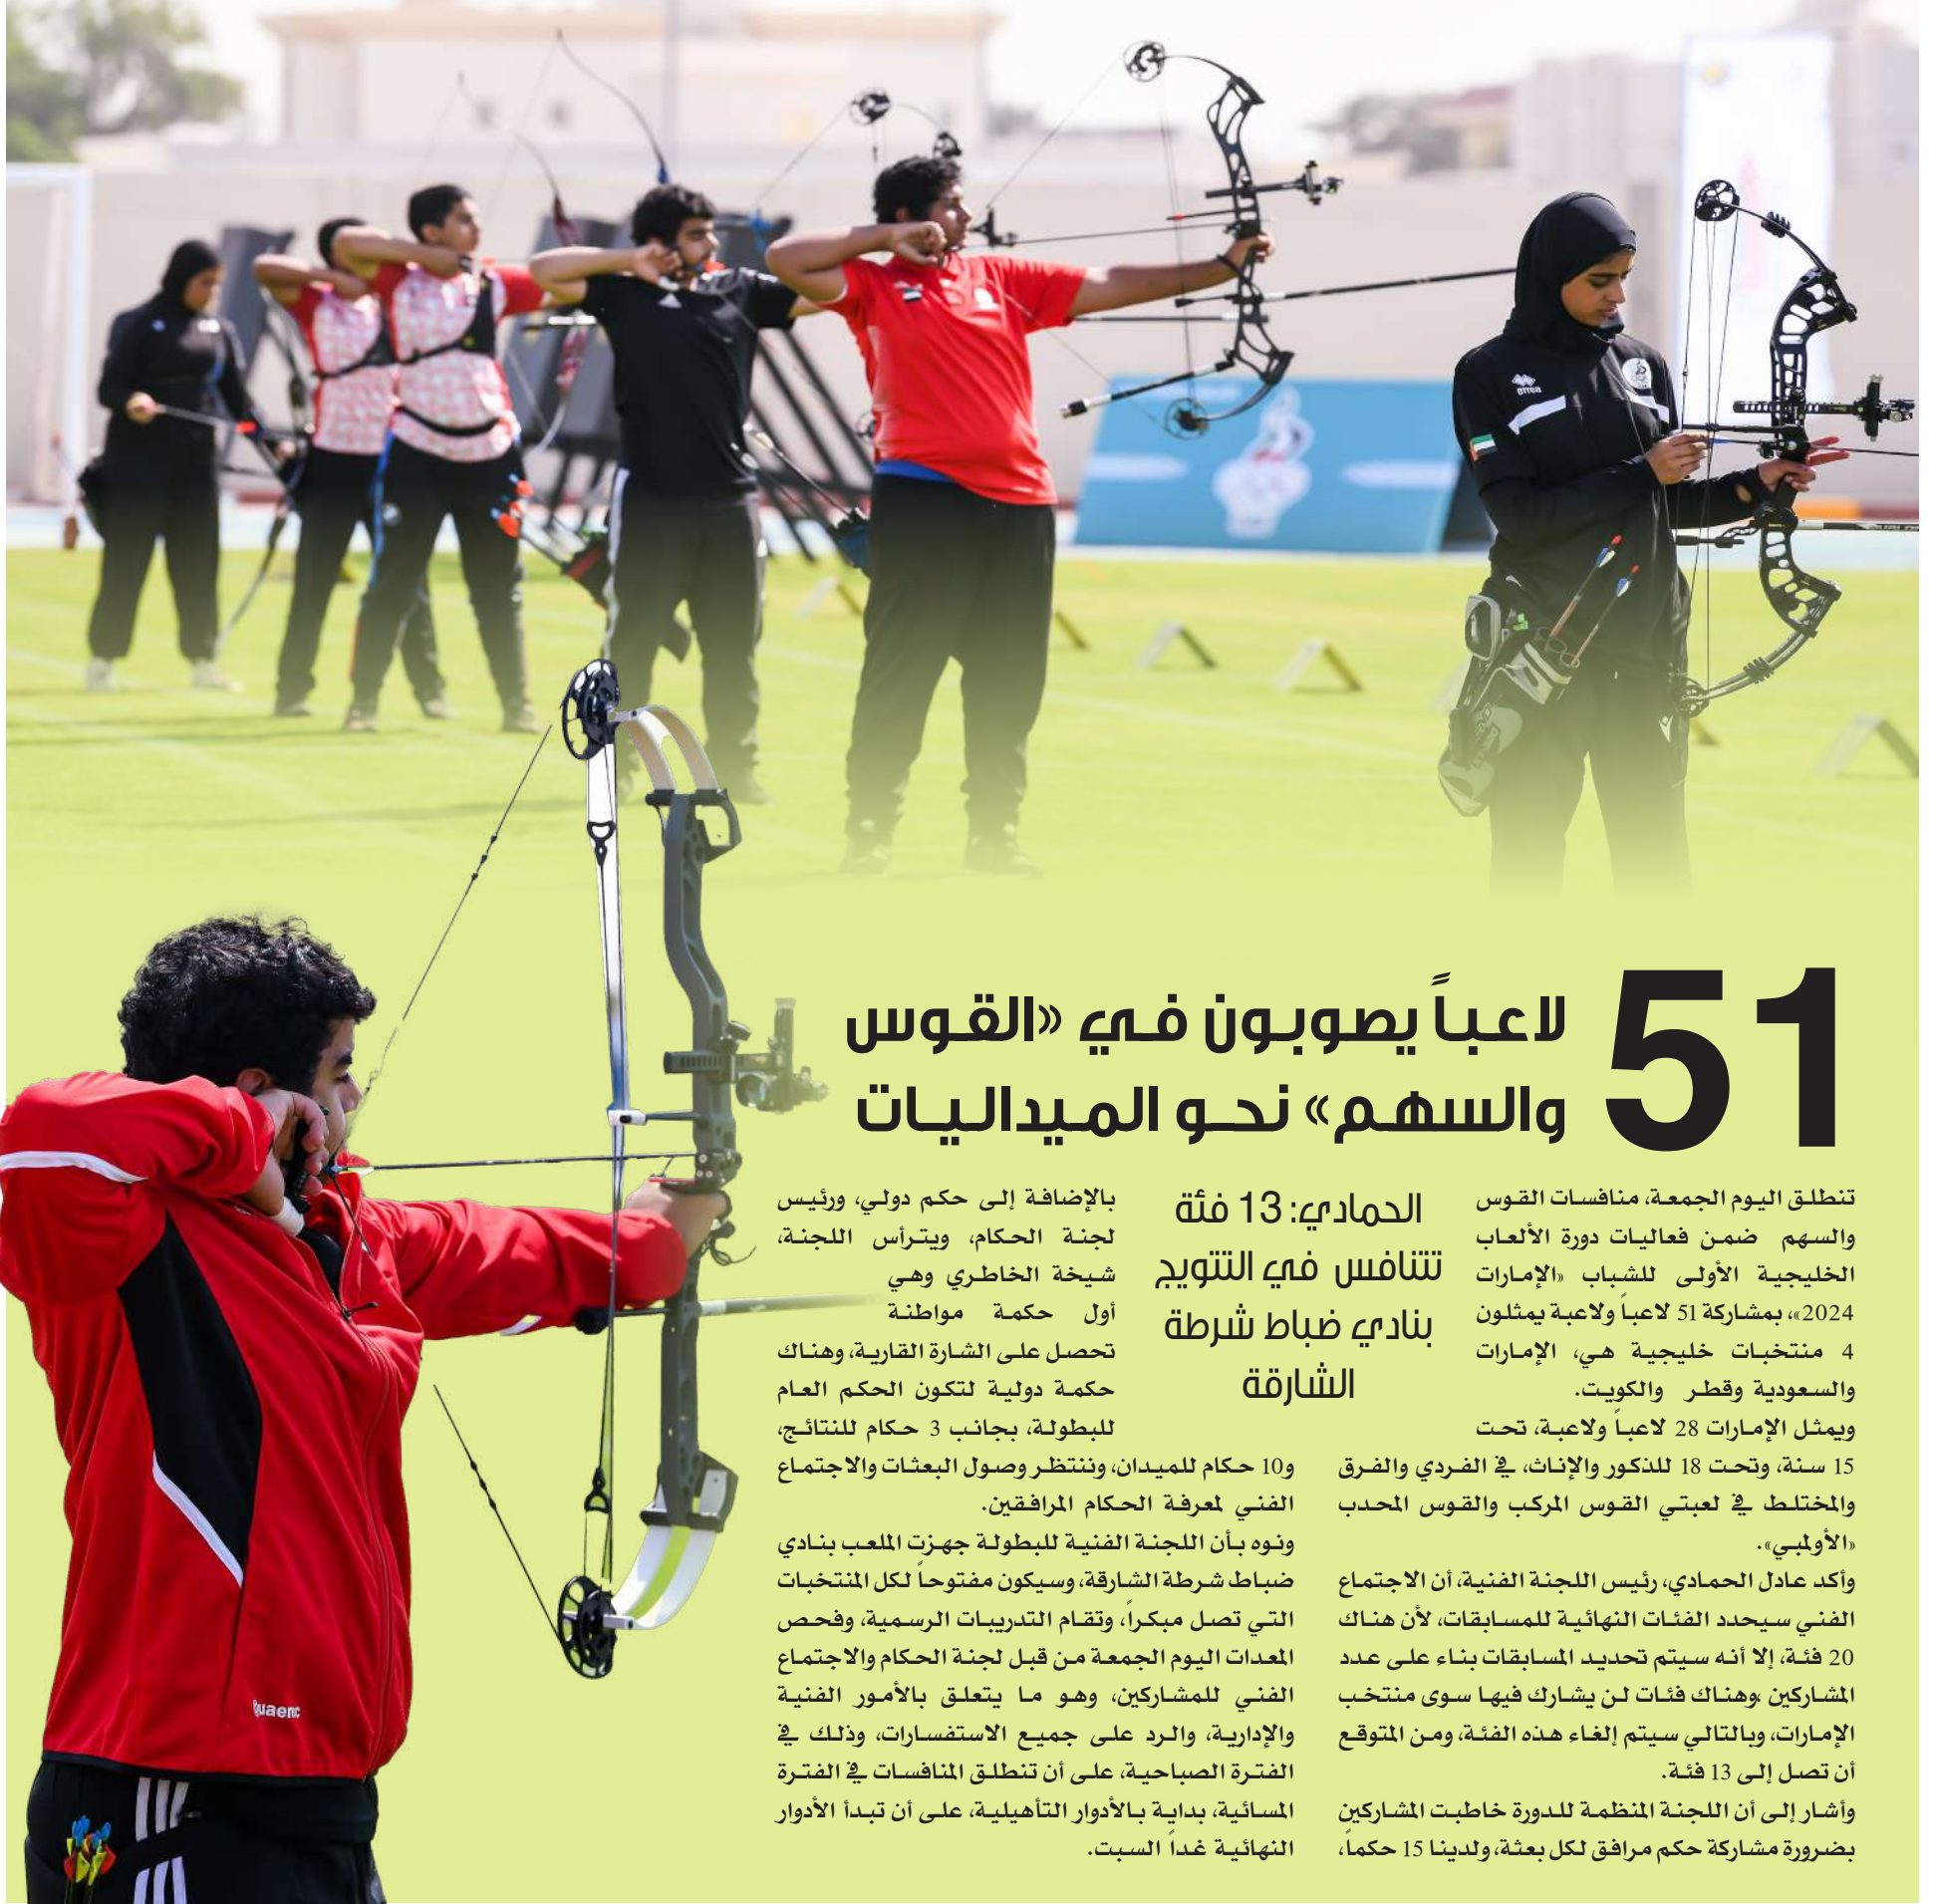 51
لاعباً يصوبون في «القوس
والسهم» نحو الميداليات
الحمادي: 13 فئة
تتنافس في التتويج
بنادي ضباط شرطة
الشارقة
تنطلق اليوم الجمعة، منافسات القوس
والسهم ضمن فعاليات دورة الألعاب
الخليجية الأولى للشباب «الإمارات
2024»، بمشاركة 51 لاعباً ولاعبة يمثلون
4 منتخبات خليجية هي، الإمارات
والسعودية وقطر والكويت.
ويمثل الإمارات 28 لاعباً ولاعبة، تحت
15 سنة، وتحت 18 للذكور والإناث، في الفردي والفرق
والمختلط في لعبتي القوس المركب والقوس المحدب
«الأولمبي».
وأكد عادل الحمادي، رئيس اللجنة الفنية، أن الاجتماع
الفني سيحدد الفئات النهائية للمسابقات، لأن هناك
20 فئة، إلا أنه سيتم تحديد المسابقات بناء على عدد
المشاركين ،وهناك فئات لن يشارك فيها سوى منتخب
الإمارات، وبالتالي سيتم إلغاء هذه الفئة، ومن المتوقع
أن تصل إلى 13 فئة.
وأشار إلى أن اللجنة المنظمة للدورة خاطبت المشاركين
بضرورة مشاركة حكم مرافق لكل بعثة، ولدينا 15 حكماً،
بالإضافة إلى حكم دولي، ورئيس
لجنة الحكام، ويترأس اللجنة،
شيخة الخاطري وهي
أول حكمة مواطنة
تحصل على الشارة القارية، وهناك
حكمة دولية لتكون الحكم العام
للبطولة، بجانب 3 حكام للنتائج،
و10 حكام للميدان، وننتظر وصول البعثات والاجتماع
الفني لمعرفة الحكام المرافقين.
ونوه بأن اللجنة الفنية للبطولة جهزت الملعب بنادي
ضباط شرطة الشارقة، وسيكون مفتوحاً لكل المنتخبات
التي تصل مبكراً، وتقام التدريبات الرسمية، وفحص
المعدات اليوم الجمعة من قبل لجنة الحكام والاجتماع
الفني للمشاركين، وهو ما يتعلق بالأمور الفنية
والإدارية، والرد على جميع الاستفسارات، وذلك في
الفترة الصباحية، على أن تنطلق المنافسات في الفترة
المسائية، بداية بالأدوار التأهيلية، على أن تبدأ الأدوار
النهائية غداً السبت.